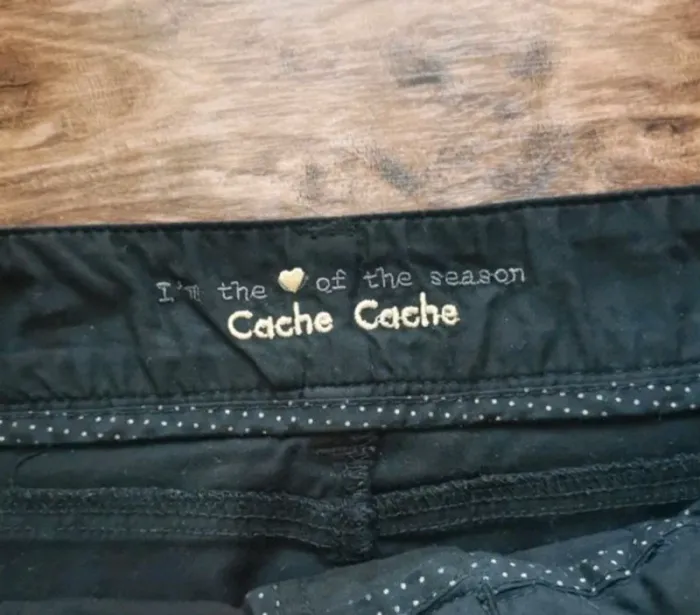 I'm the ♥ of the season
Cache Cache